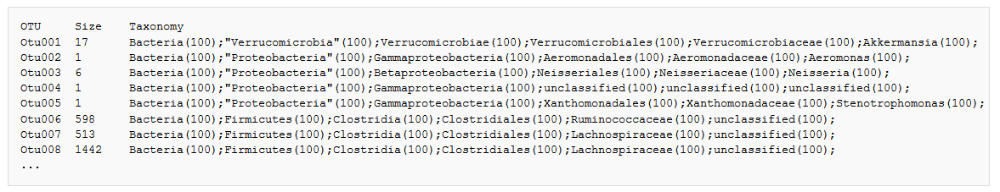 OTU Size Taxonomy
Otu001 17 Bacteria(100);"Verrucomicrobia"(100);Verrucomicrobiae(100);Verrucomicrobiales(100);Verrucomicrobiaceae(100);Akkermansia(100);
Otu002 1 Bacteria(100);"Proteobacteria"(100);Gammaproteobacteria(100);Aeromonadales(100);Aeromonadaceae(100);Aeromonas(100);
Otu003 6 Bacteria(100);"Proteobacteria"(100);Betaproteobacteria(100);Neisseriales(100);Neisseriaceae(100);Neisseria(100);
Otu004 1 Bacteria(100);"Proteobacteria"(100);Gammaproteobacteria(100);unclassified(100);unclassified(100);unclassified(100);
Otu005 1 Bacteria(100);"Proteobacteria"(100);Gammaproteobacteria(100);Xanthomonadales(100);Xanthomonadaceae(100);Stenotrophomonas(100);
Otu006 598 Bacteria(100);Firmicutes(100);Clostridia(100);Clostridiales(100);Ruminococcaceae(100);unclassified(100);
Otu007 513 Bacteria(100);Firmicutes(100);Clostridia(100);Clostridiales(100);Lachnospiraceae(100);unclassified(100);
Otu008 1442 Bacteria(100);Firmicutes(100);Clostridia(100);Clostridiales(100);Lachnospiraceae(100);unclassified(100);
...